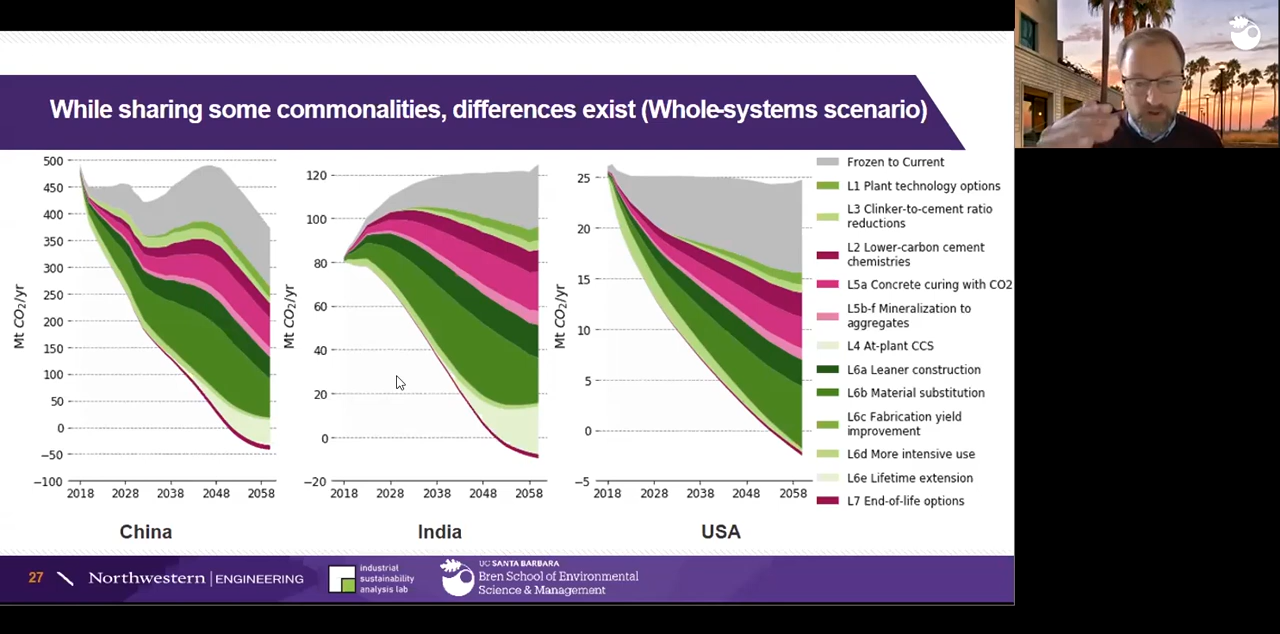 While sharing some commonalities, differences exist (Whole-systems scenario)
500
450
400
350
300
250
200
150
100
50
0
−50
−100
Mt CO2/yr
2018 2028 2038 2048 2058
China
120
100
80
60
40
20
0
−20
Mt CO2/yr
2018 2028 2038 2048 2058
India
25
20
15
10
5
0
−5
Mt CO2/yr
2018 2028 2038 2048 2058
USA
Frozen to Current
L1 Plant technology options
L3 Clinker-to-cement ratio
reductions
L2 Lower-carbon cement
chemistries
L5a Concrete curing with CO2
L5b-f Mineralization to
aggregates
L4 At-plant CCS
L6a Leaner construction
L6b Material substitution
L6c Fabrication yield
improvement
L6d More intensive use
L6e Lifetime extension
L7 End-of-life options
27
Northwestern | ENGINEERING
industrial
sustainability
analysis lab
UC SANTA BARBARA
Bren School of Environmental
Science & Management